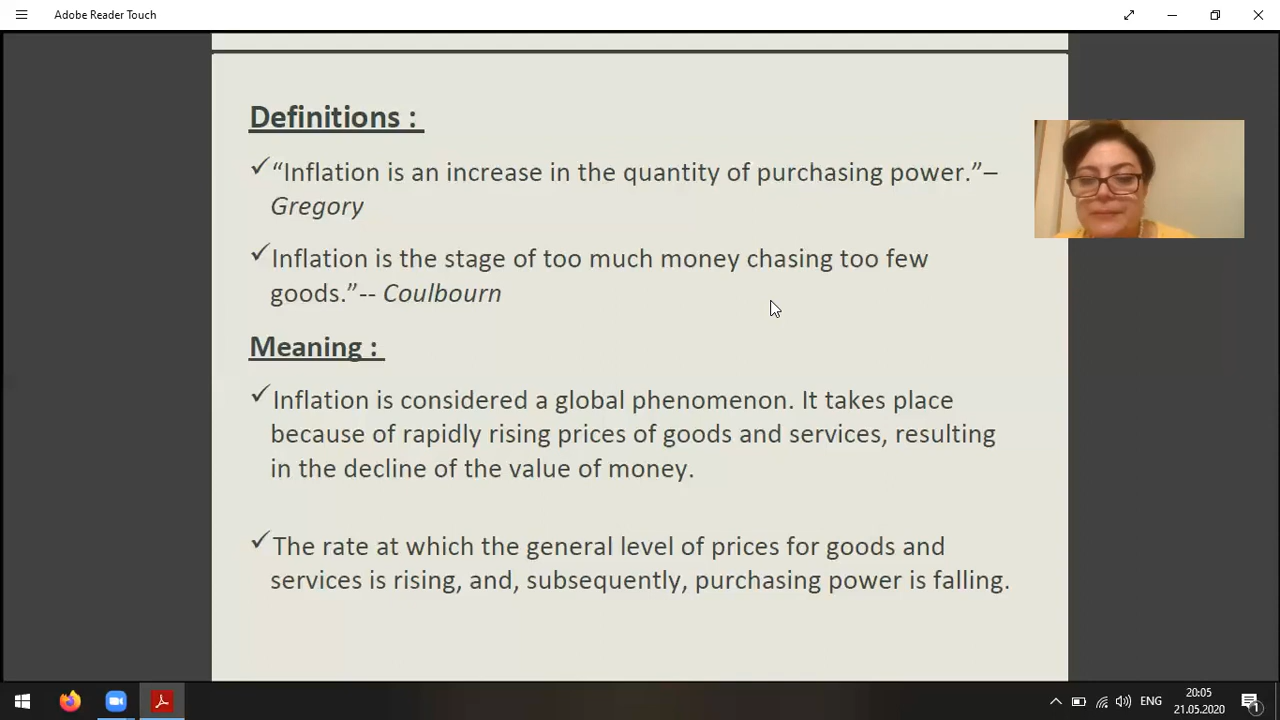 Adobe Reader Touch
Definitions :
“Inflation is an increase in the quantity of purchasing power.”–
Gregory
Inflation is the stage of too much money chasing too few
goods.”-- Coulbourn
Meaning :
Inflation is considered a global phenomenon. It takes place
because of rapidly rising prices of goods and services, resulting
in the decline of the value of money.
The rate at which the general level of prices for goods and
services is rising, and, subsequently, purchasing power is falling.
ENG
20:05
21.05.2020
1